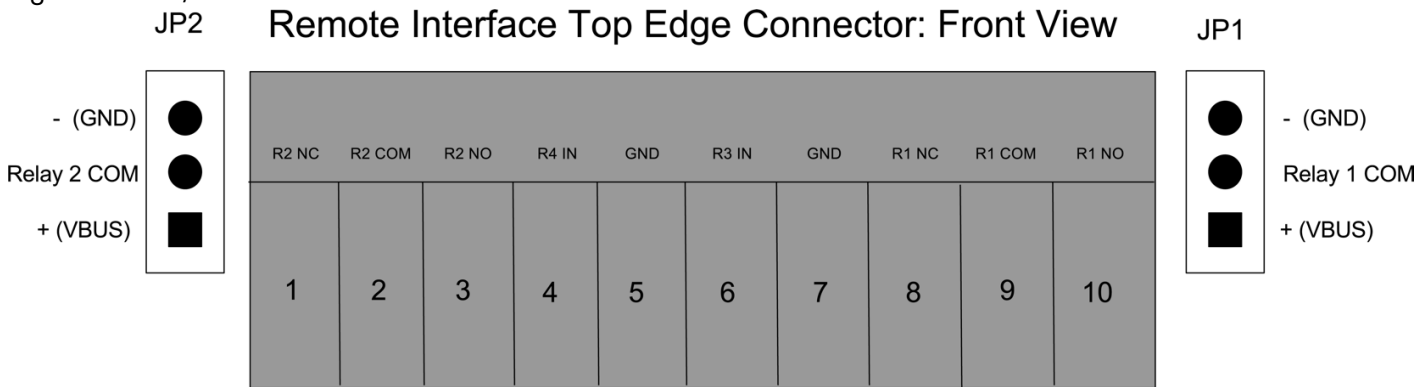 JP2 Remote Interface Top Edge Connector: Front View JP1
- (GND)
Relay 2 COM
+ (VBUS)
R2 NC R2 COM R2 NO R4 IN GND R3 IN GND R1 NC R1 COM R1 NO
1 2 3 4 5 6 7 8 9 10
- (GND)
Relay 1 COM
+ (VBUS)